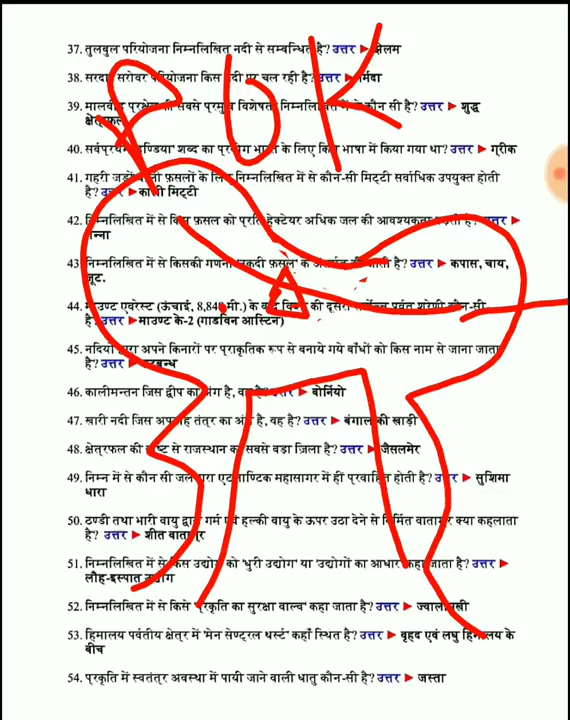 37. तुलबुल परियोजना निम्नलिखित नदी से सम्बन्धित है? उत्तर ► झेलम
38. सरदार सरोवर परियोजना किस नदी पर चल रही है? उत्तर ► नर्मदा
39. मालवीद प्रक्षेप की सबसे प्रमुख विशेषता निम्नलिखित में से कौन सी है? उत्तर ► शुद्ध
क्षेत्रफल
40. सर्वप्रथम 'इण्डिया' शब्द का प्रयोग भारत के लिए किस भाषा में किया गया था? उत्तर ► ग्रीक
41. गहरी जड़ों वाली फ़सलों के लिए निम्नलिखित में से कौन-सी मिट्टी सर्वाधिक उपयुक्त होती
है? उत्तर ► काली मिट्टी
42. निम्नलिखित में से किस फ़सल को प्रति हेक्टेयर अधिक जल की आवश्यकता होती है? उत्तर ►
गन्ना
43. निम्नलिखित में से किसकी गणना 'नक़दी फ़सल' के अंतर्गत की जाती है? उत्तर ► कपास, चाय,
जूट.
44. माउण्ट एवरेस्ट (ऊंचाई, 8,848 मी.) के बाद विश्व की दूसरी सर्वोच्च पर्वत श्रेणी कौन-सी
है? उत्तर ► माउण्ट के-2 (गाडविन आस्टिन)
45. नदियों द्वारा अपने किनारों पर प्राकृतिक रूप से बनाये गये बाँधों को किस नाम से जाना जाता
है? उत्तर ► तटबन्ध
46. कालीमन्तन जिस द्वीप का अंग है, वह है? उत्तर ► बोर्नियो
47. खारी नदी जिस अपवाह तंत्र का अंग है, यह है? उत्तर ► बंगाल की खाड़ी
48. क्षेत्रफल की दृष्टि से राजस्थान का सबसे बड़ा ज़िला है? उत्तर ► जैसलमेर
49. निम्न में से कौन सी जलधारा एटलाण्टिक महासागर में हीं प्रवाहित होती है? उत्तर ► सुशिमा
धारा
50. ठण्डी तथा भारी वायु द्वारा गर्म एवं हल्की वायु के ऊपर उठा देने से निर्मित वाताग्र क्या कहलाता
है? उत्तर ► शीत वाताग्र
51. निम्नलिखित में से किस उद्योग को 'धुरी उद्योग' या 'उद्योगों का आधार' कहा जाता है? उत्तर ►
लौह-इस्पात उद्योग
52. निम्नलिखित में से किसे 'प्रकृति का सुरक्षा वाल्व' कहा जाता है? उत्तर ► ज्वालामुखी
53. हिमालय पर्वतीय क्षेत्र में 'मेन सेण्ट्रल थर्स्ट' कहाँ स्थित है? उत्तर ► वृहद एवं लघु हिमालय के
बीच
54. प्रकृति में स्वतंत्र अवस्था में पायी जाने वाली धातु कौन-सी है? उत्तर ► जस्ता